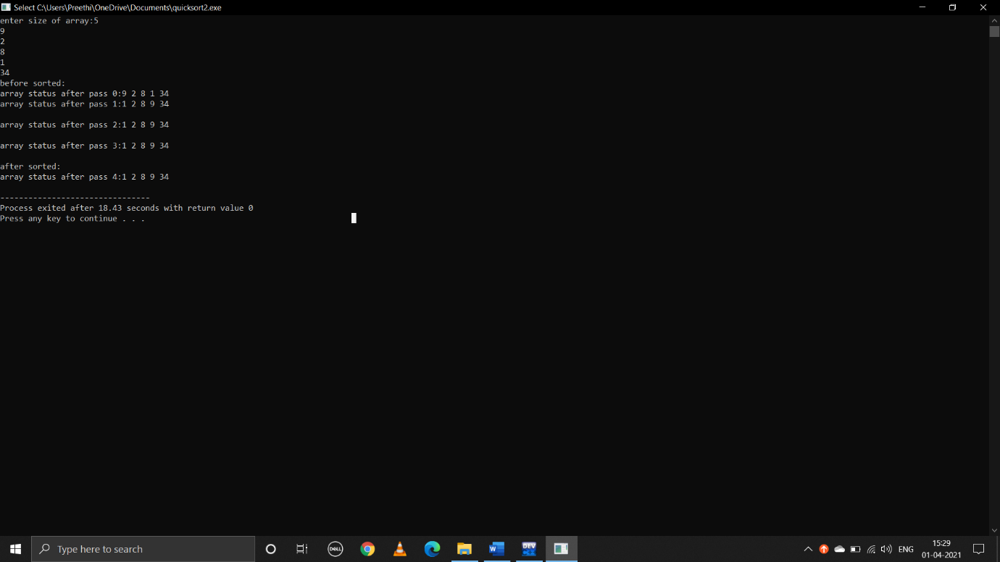 Select C:\Users\Preethi\OneDrive\Documents\quicksort2.exe
enter size of array:5
9
2
8
1
34
before sorted:
array status after pass 0:9 2 8 1 34
array status after pass 1:1 2 8 9 34
array status after pass 2:1 2 8 9 34
array status after pass 3:1 2 8 9 34
after sorted:
array status after pass 4:1 2 8 9 34
--------------------------------
Process exited after 18.43 seconds with return value 0
Press any key to continue . . .
Type here to search
DELL
W
DEV
C++
ENG
15:29
01-04-2021